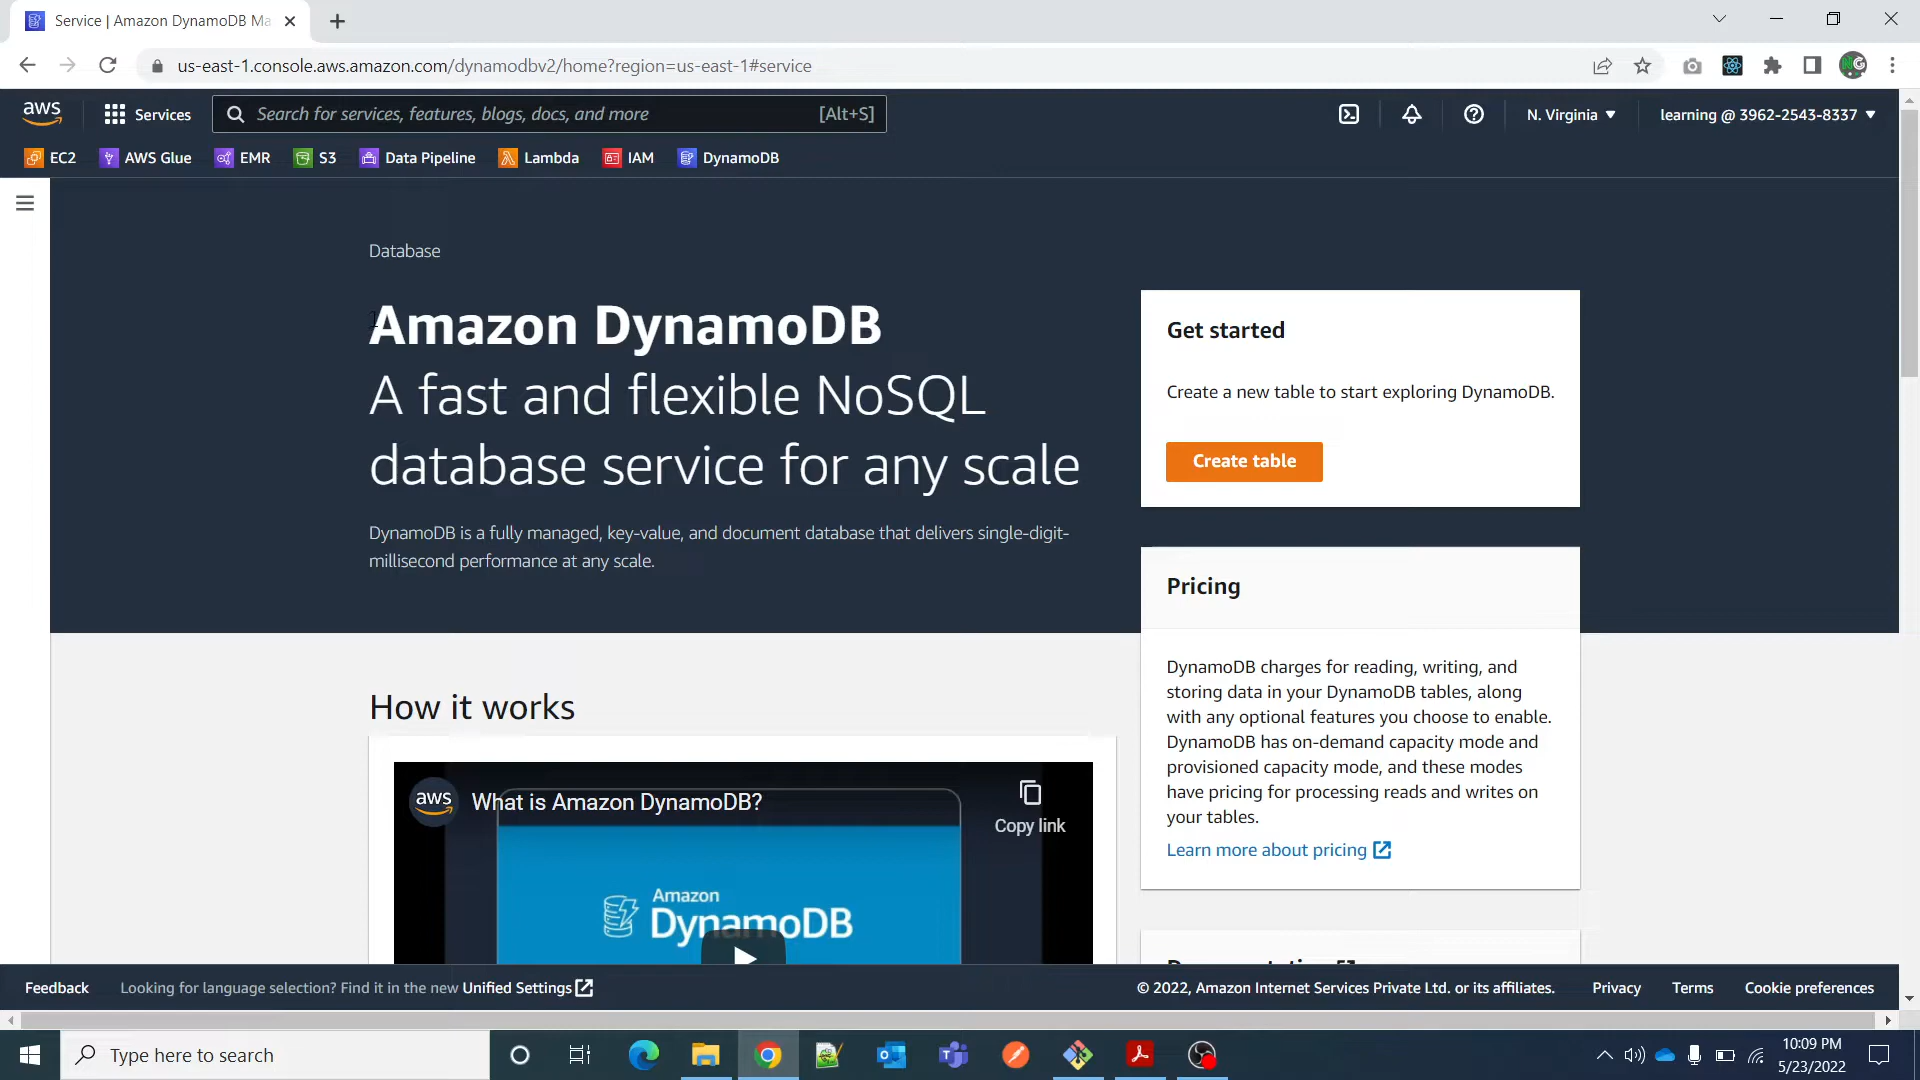 Service | Amazon DynamoDB Ma
us-east-1.console.aws.amazon.com/dynamodbv2/home?region=us-east-1#service
aws
Services
Search for services, features, blogs, docs, and more
[Alt+S]
N. Virginia
learning @ 3962-2543-8337
EC2
AWS Glue
EMR
S3
Data Pipeline
Lambda
IAM
DynamoDB
Database
Amazon DynamoDB
A fast and flexible NoSQL
database service for any scale
DynamoDB is a fully managed, key-value, and document database that delivers single-digit-
millisecond performance at any scale.
Get started
Create a new table to start exploring DynamoDB.
Create table
Pricing
DynamoDB charges for reading, writing, and
storing data in your DynamoDB tables, along
with any optional features you choose to enable.
DynamoDB has on-demand capacity mode and
provisioned capacity mode, and these modes
have pricing for processing reads and writes on
your tables.
Learn more about pricing
How it works
aws
What is Amazon DynamoDB?
Copy link
Amazon
DynamoDB
Feedback
Looking for language selection? Find it in the new Unified Settings
© 2022, Amazon Internet Services Private Ltd. or its affiliates.
Privacy
Terms
Cookie preferences
Type here to search
10:09 PM
5/23/2022